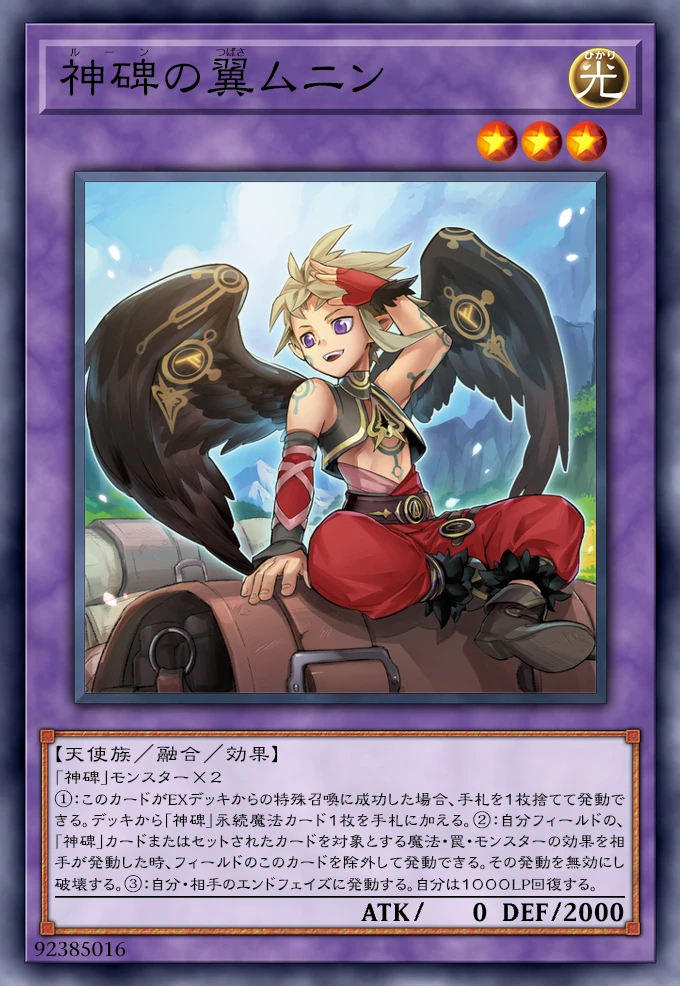 神碑の翼ムニン
ルーン つばさ
ひかり
光
【天使族／融合／効果】
「神碑」モンスター×2
①：このカードがEXデッキからの特殊召喚に成功した場合、手札を1枚捨てて発動で
きる。デッキから「神碑」永続魔法カード1枚を手札に加える。②：自分フィールドの、
「神碑」カードまたはセットされたカードを対象とする魔法・罠・モンスターの効果を相
手が発動した時、フィールドのこのカードを除外して発動できる。その発動を無効にし
破壊する。③：自分・相手のエンドフェイズに発動する。自分は1000LP回復する。
ATK/ 0 DEF/2000
92385016